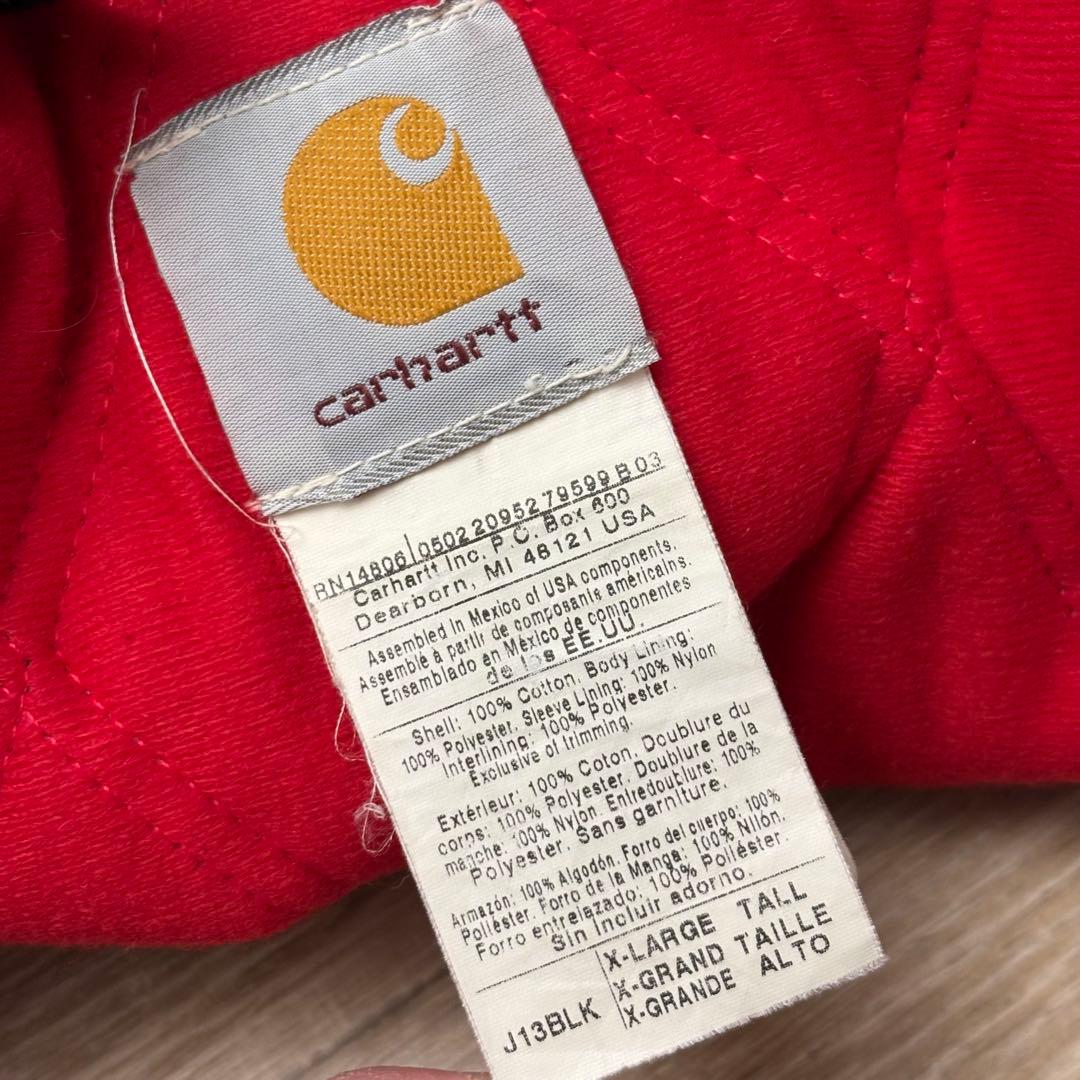 carhartt
RN14806 0502 2095279599 B 03
Carhartt Inc. P.O. Box 600
Dearborn, MI 48121 USA
Assembled In Mexico of USA components.
Assemblé à partir de composants américains.
Ensamblado en México de componentes
de los EE UU
Shell: 100% Cotton. Body Lining:
100% Polyester. Sleeve Lining: 100% Nylon
Interlining: 100% Polyester.
Exclusive of trimming.
Extérieur: 100% Coton. Doublure du
corps: 100% Polyester. Doublure de la
manche: 100% Nylon. Entredoublure: 100%
Polyester. Sans garniture.
Armazón: 100% Algodón. Forro del cuerpo: 100%
Poliéster. Forro de la Manga: 100% Nilón.
Forro entrelazado: 100% Poliéster.
Sin incluir adorno.
J13BLK
X-LARGE TALL
X-GRAND TAILLE
X-GRANDE ALTO